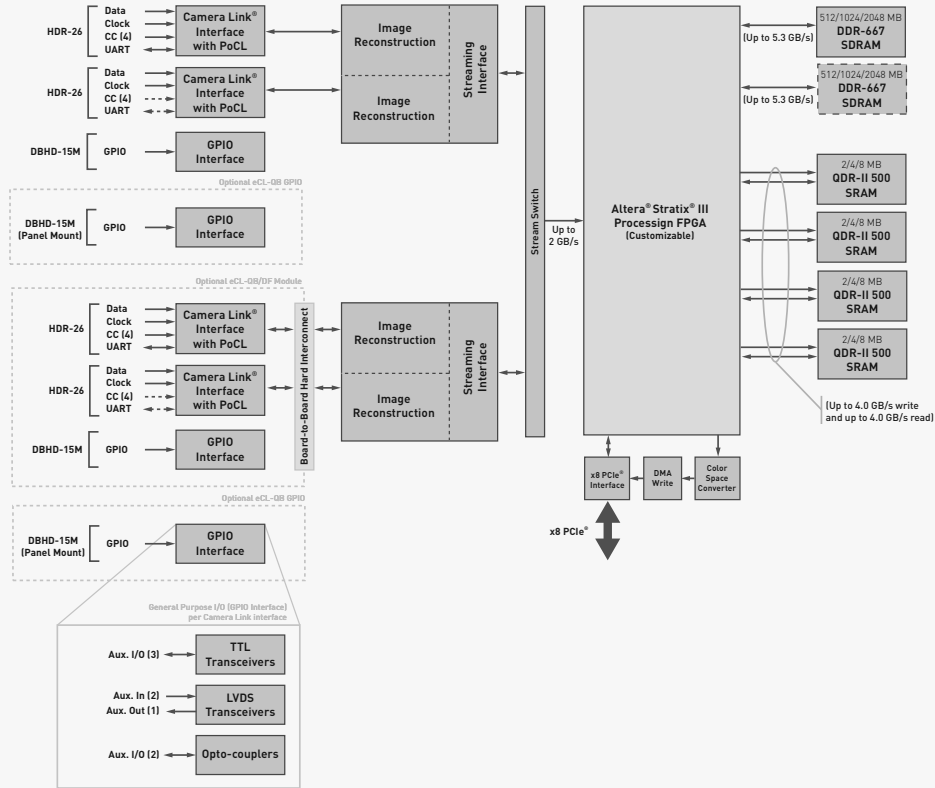 HDR-26
Data
Clock
CC (4)
UART
Camera Link®
Interface
with PoCL
HDR-26
Data
Clock
CC (4)
UART
Camera Link®
Interface
with PoCL
DBHD-15M
GPIO
GPIO
Interface
Optional eCL-QB GPIO
DBHD-15M
(Panel Mount)
GPIO
GPIO
Interface
Image
Reconstruction
Image
Reconstruction
Streaming
Interface
Optional eCL-QB/DF Module
HDR-26
Data
Clock
CC (4)
UART
Camera Link®
Interface
with PoCL
HDR-26
Data
Clock
CC (4)
UART
Camera Link®
Interface
with PoCL
DBHD-15M
GPIO
GPIO
Interface
Board-to-Board Hard Interconnect
Image
Reconstruction
Image
Reconstruction
Streaming
Interface
Optional eCL-QB GPIO
DBHD-15M
(Panel Mount)
GPIO
GPIO
Interface
General Purpose I/O (GPIO Interface)
per Camera Link interface
Aux. I/O (3)
TTL
Transceivers
Aux. In (2)
Aux. Out (1)
LVDS
Transceivers
Aux. I/O (2)
Opto-couplers
Stream Switch
Up to
2 GB/s
Altera® Stratix® III
Processign FPGA
(Customizable)
(Up to 5.3 GB/s)
512/1024/2048 MB
DDR-667
SDRAM
(Up to 5.3 GB/s)
512/1024/2048 MB
DDR-667
SDRAM
2/4/8 MB
QDR-II 500
SRAM
2/4/8 MB
QDR-II 500
SRAM
2/4/8 MB
QDR-II 500
SRAM
2/4/8 MB
QDR-II 500
SRAM
(Up to 4.0 GB/s write
and up to 4.0 GB/s read)
x8 PCIe®
Interface
DMA
Write
Color
Space
Converter
x8 PCIe®